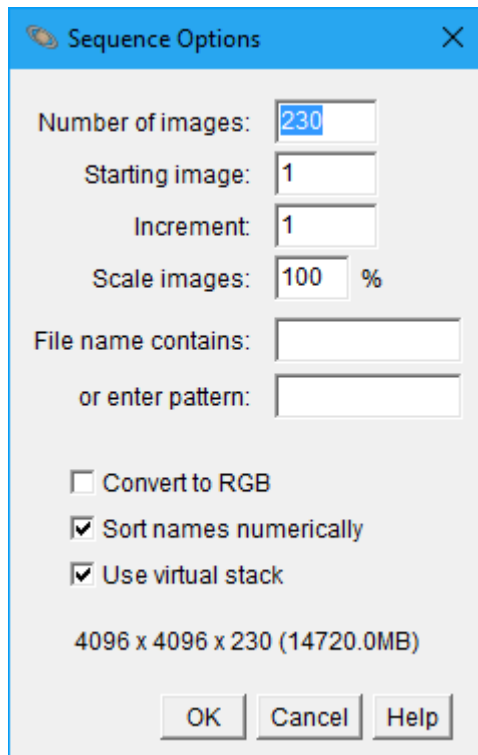 Sequence Options
Number of images: 230
Starting image: 1
Increment: 1
Scale images: 100 %
File name contains:
or enter pattern:
Convert to RGB
Sort names numerically
Use virtual stack
4096 x 4096 x 230 (14720.0MB)
OK Cancel Help